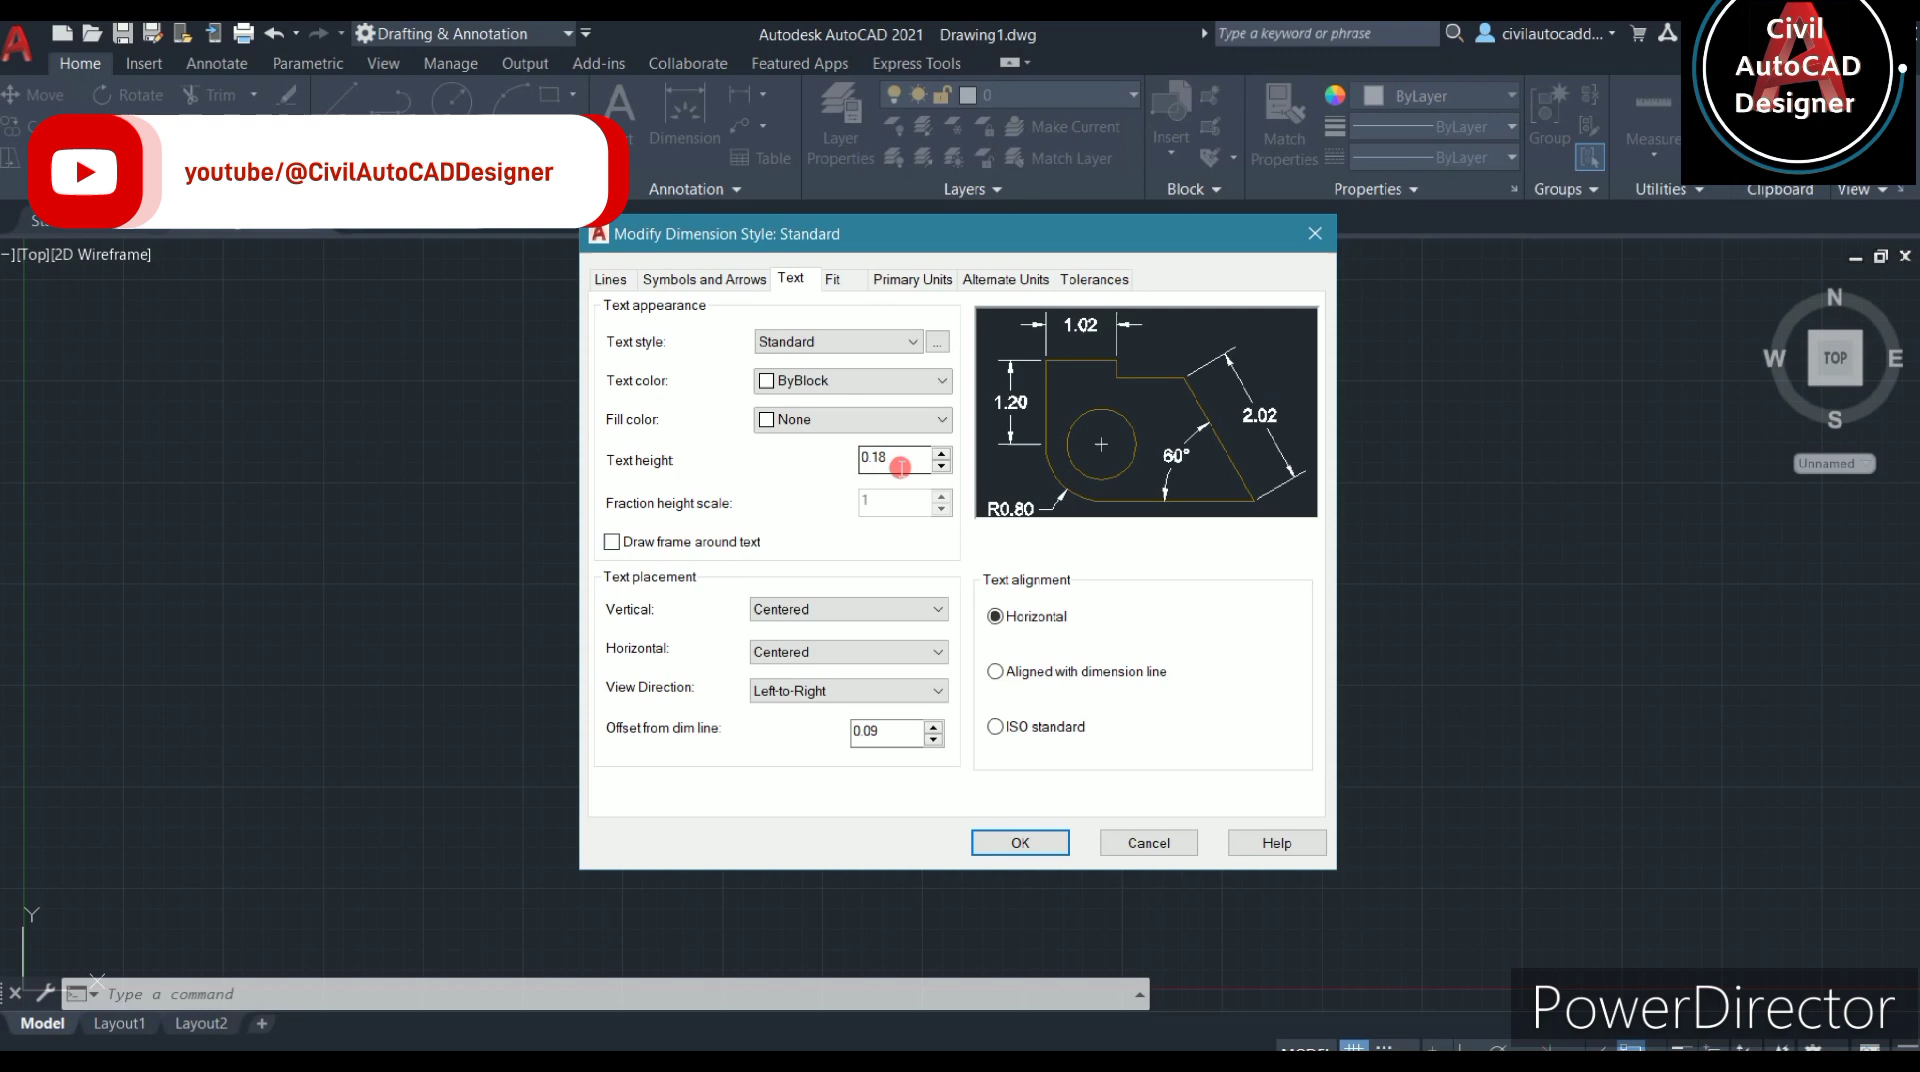 Drafting & Annotation
Autodesk AutoCAD 2021 Drawing1.dwg
Type a keyword or phrase
civilautocadd...
Civil
AutoCAD
Designer
Home Insert Annotate Parametric View Manage Output Add-ins Collaborate Featured Apps Express Tools
Move Rotate Trim
0
ByLayer
Dimension
Table
Layer
Properties
Make Current
Match Layer
Insert
Match
Properties
ByLayer
ByLayer
Group
Measure
Annotation Layers Block Properties Groups Utilities Clipboard View
youtube/@CivilAutoCADDesigner
[Top][2D Wireframe]
Modify Dimension Style: Standard
Lines Symbols and Arrows Text Fit Primary Units Alternate Units Tolerances
Text appearance
Text style: Standard ...
Text color: ByBlock
Fill color: None
Text height: 0.18
Fraction height scale: 1
Draw frame around text
1.02
1.20
2.02
60°
R0.80
Text placement
Vertical: Centered
Horizontal: Centered
View Direction: Left-to-Right
Offset from dim line: 0.09
Text alignment
Horizontal
Aligned with dimension line
ISO standard
OK Cancel Help
N
W TOP E
S
Unnamed
Y
X
Type a command
Model Layout1 Layout2 +
PowerDirector